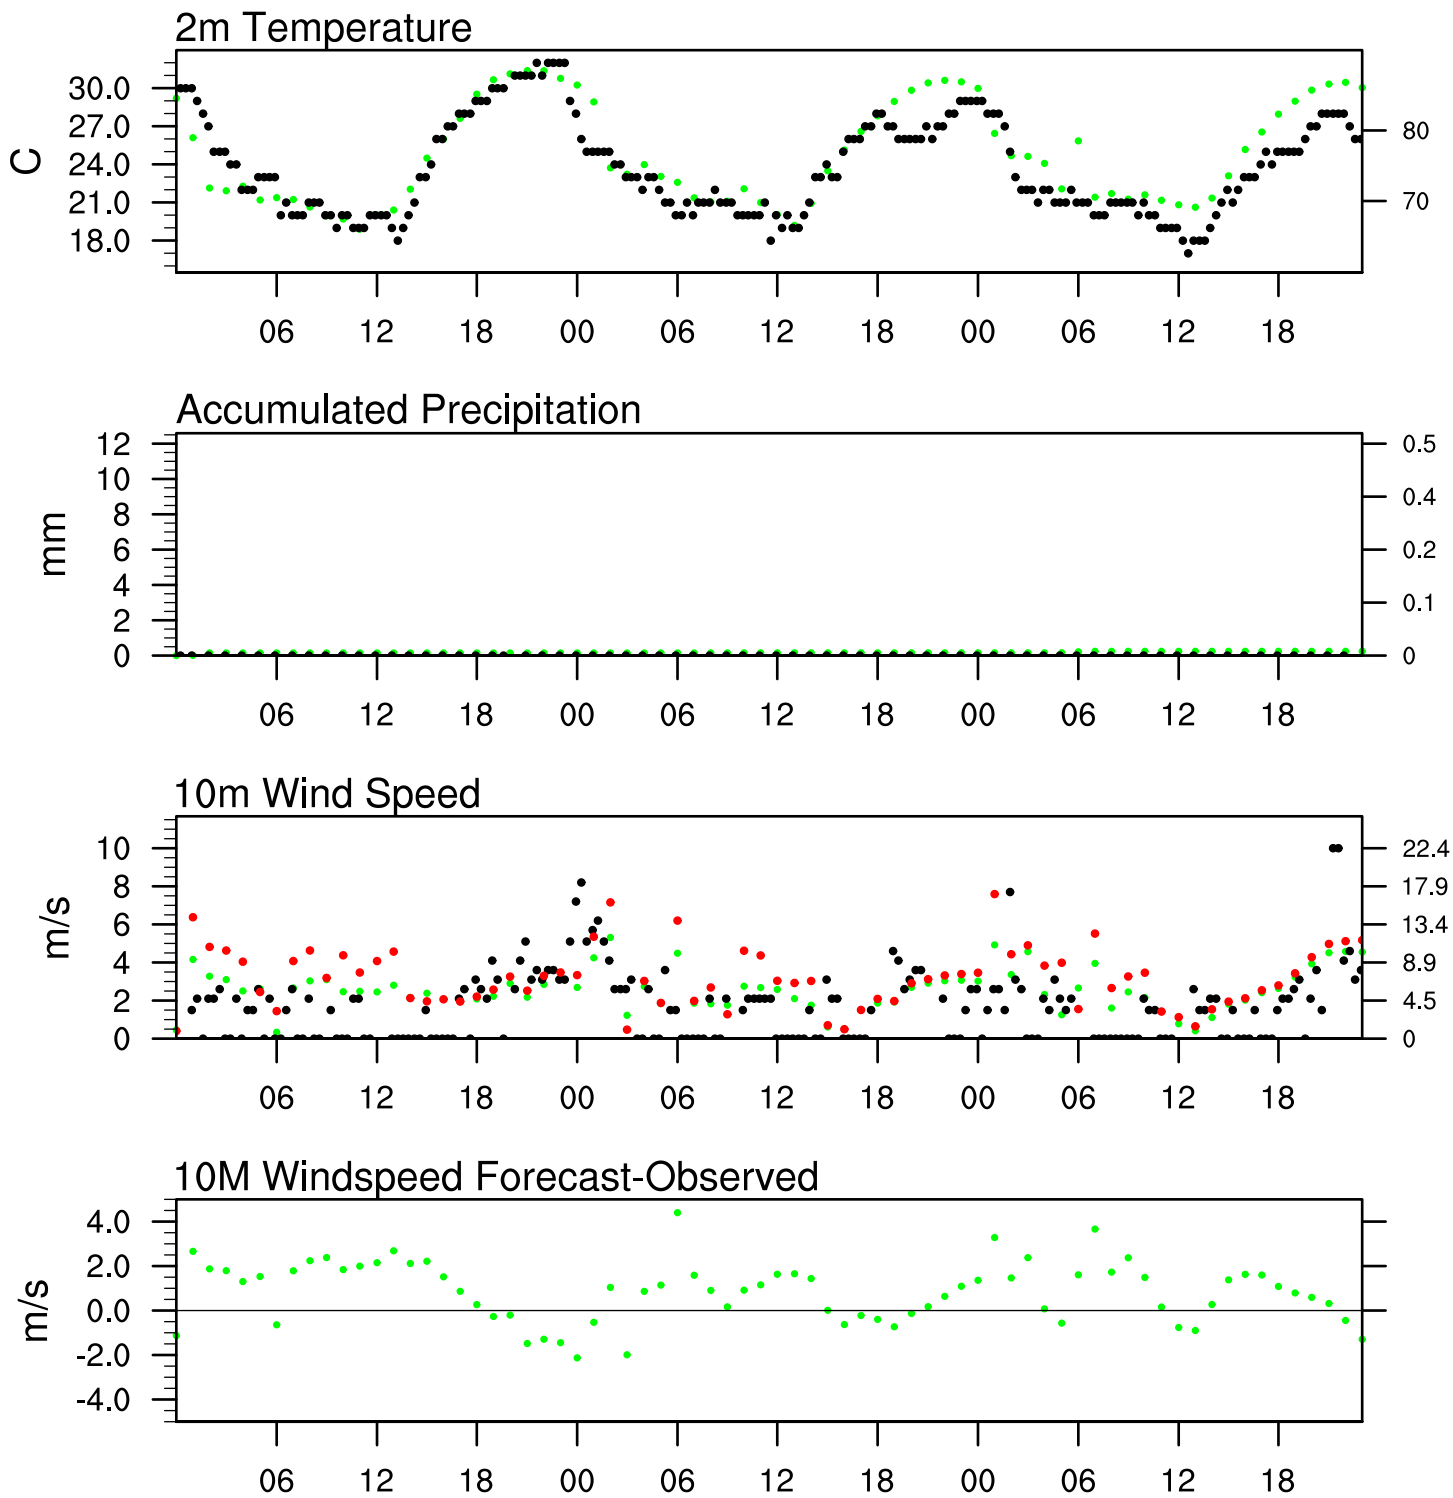 2m Temperature
30.0
27.0 80
24.0
21.0 70
18.0
C
06 12 18 00 06 12 18 00 06 12 18
Accumulated Precipitation
12 0.5
10
8 0.4
6 0.2
4
2 0.1
0 0
mm
06 12 18 00 06 12 18 00 06 12 18
10m Wind Speed
10 22.4
8 17.9
6 13.4
4 8.9
2 4.5
0 0
m/s
06 12 18 00 06 12 18 00 06 12 18
10M Windspeed Forecast-Observed
4.0
2.0
0.0
-2.0
-4.0
m/s
06 12 18 00 06 12 18 00 06 12 18